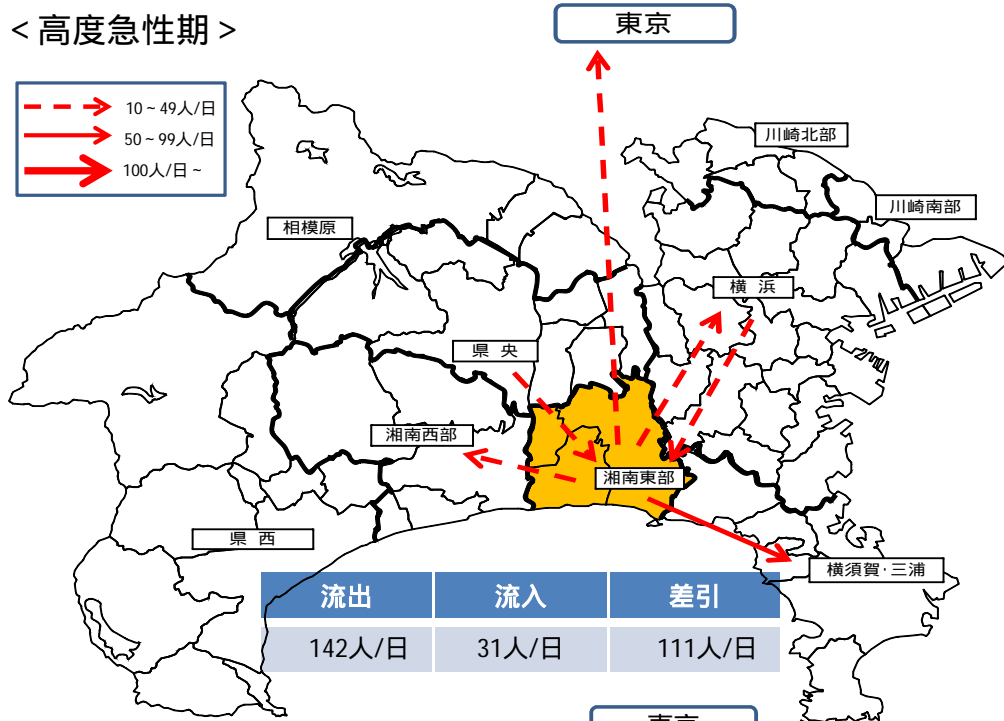 ＜高度急性期＞
東京
10～49人/日
50～99人/日
100人/日～
川崎北部
川崎南部
相模原
横浜
県央
湘南西部
湘南東部
県西
横須賀・三浦
流出 流入 差引
142人/日 31人/日 111人/日
東京